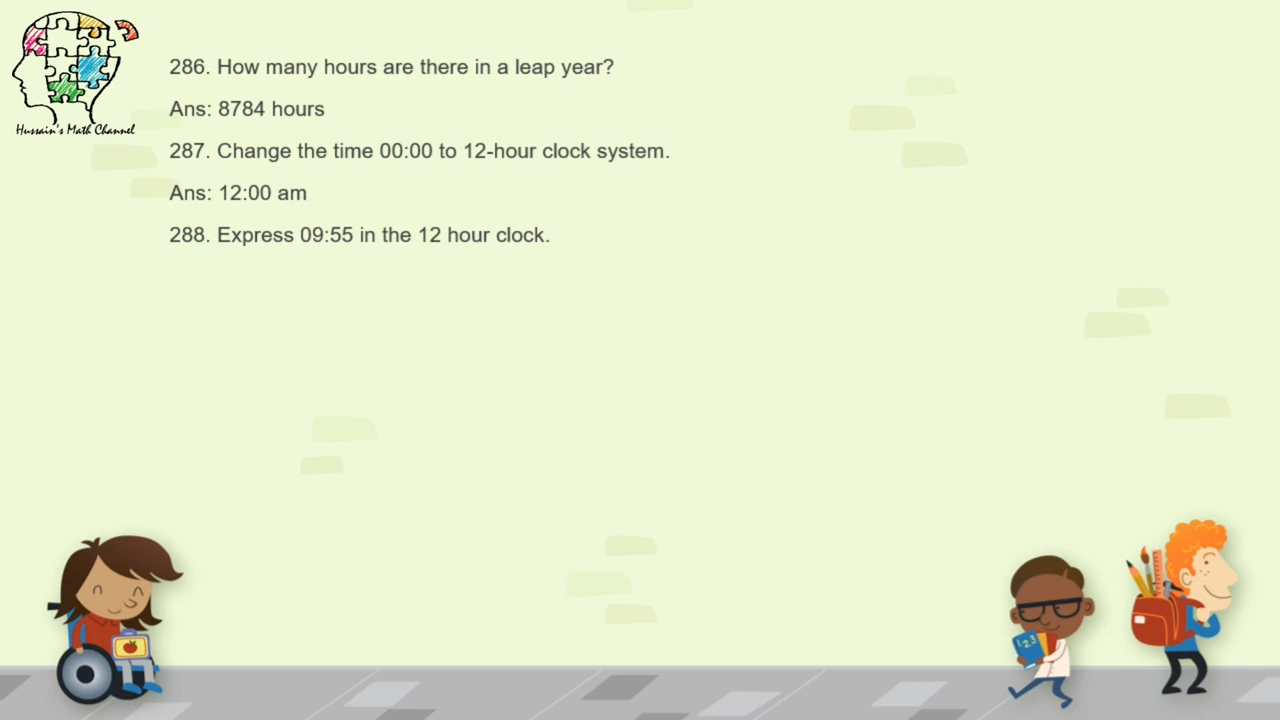 Hussain's Math Channel
286. How many hours are there in a leap year?
Ans: 8784 hours
287. Change the time 00:00 to 12-hour clock system.
Ans: 12:00 am
288. Express 09:55 in the 12 hour clock.
123